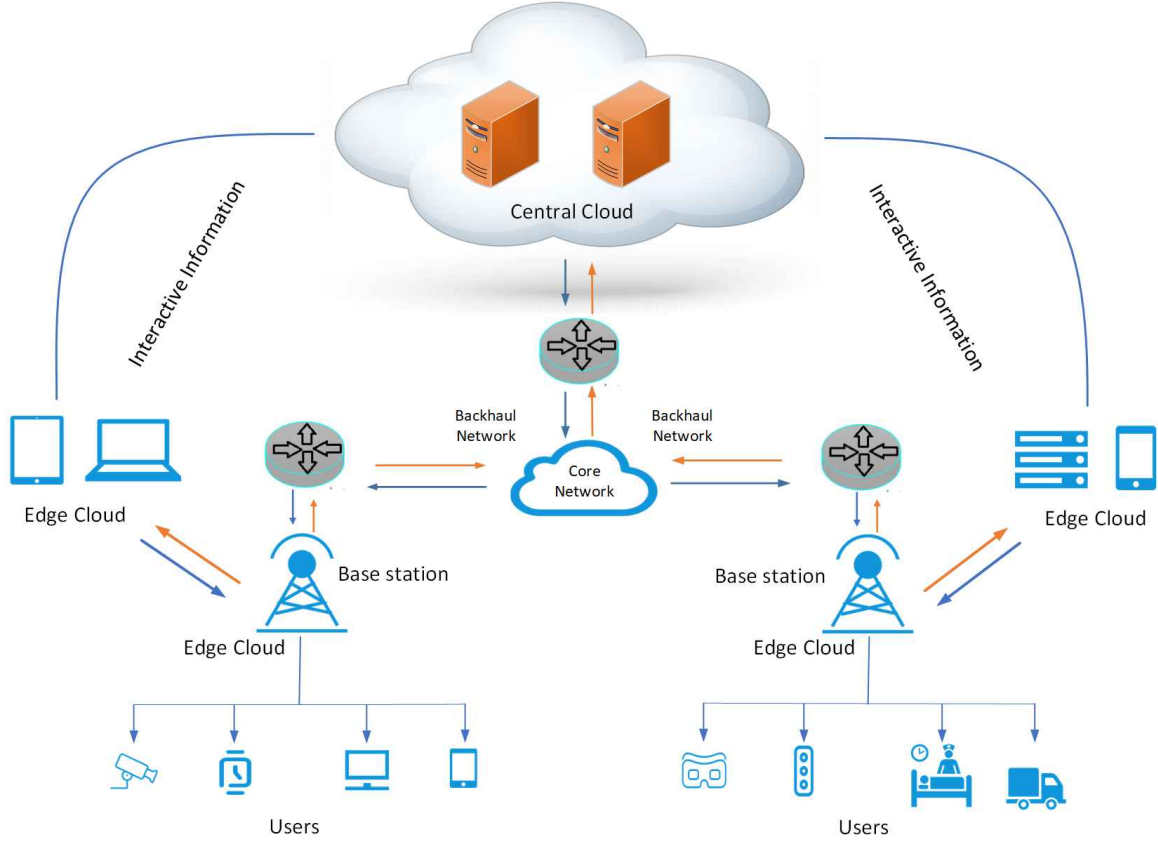 Central Cloud
Interactive Information
Interactive Information
Backhaul
Network
Backhaul
Network
Core
Network
Edge Cloud
Edge Cloud
Base station
Base station
Edge Cloud
Edge Cloud
Users
Users